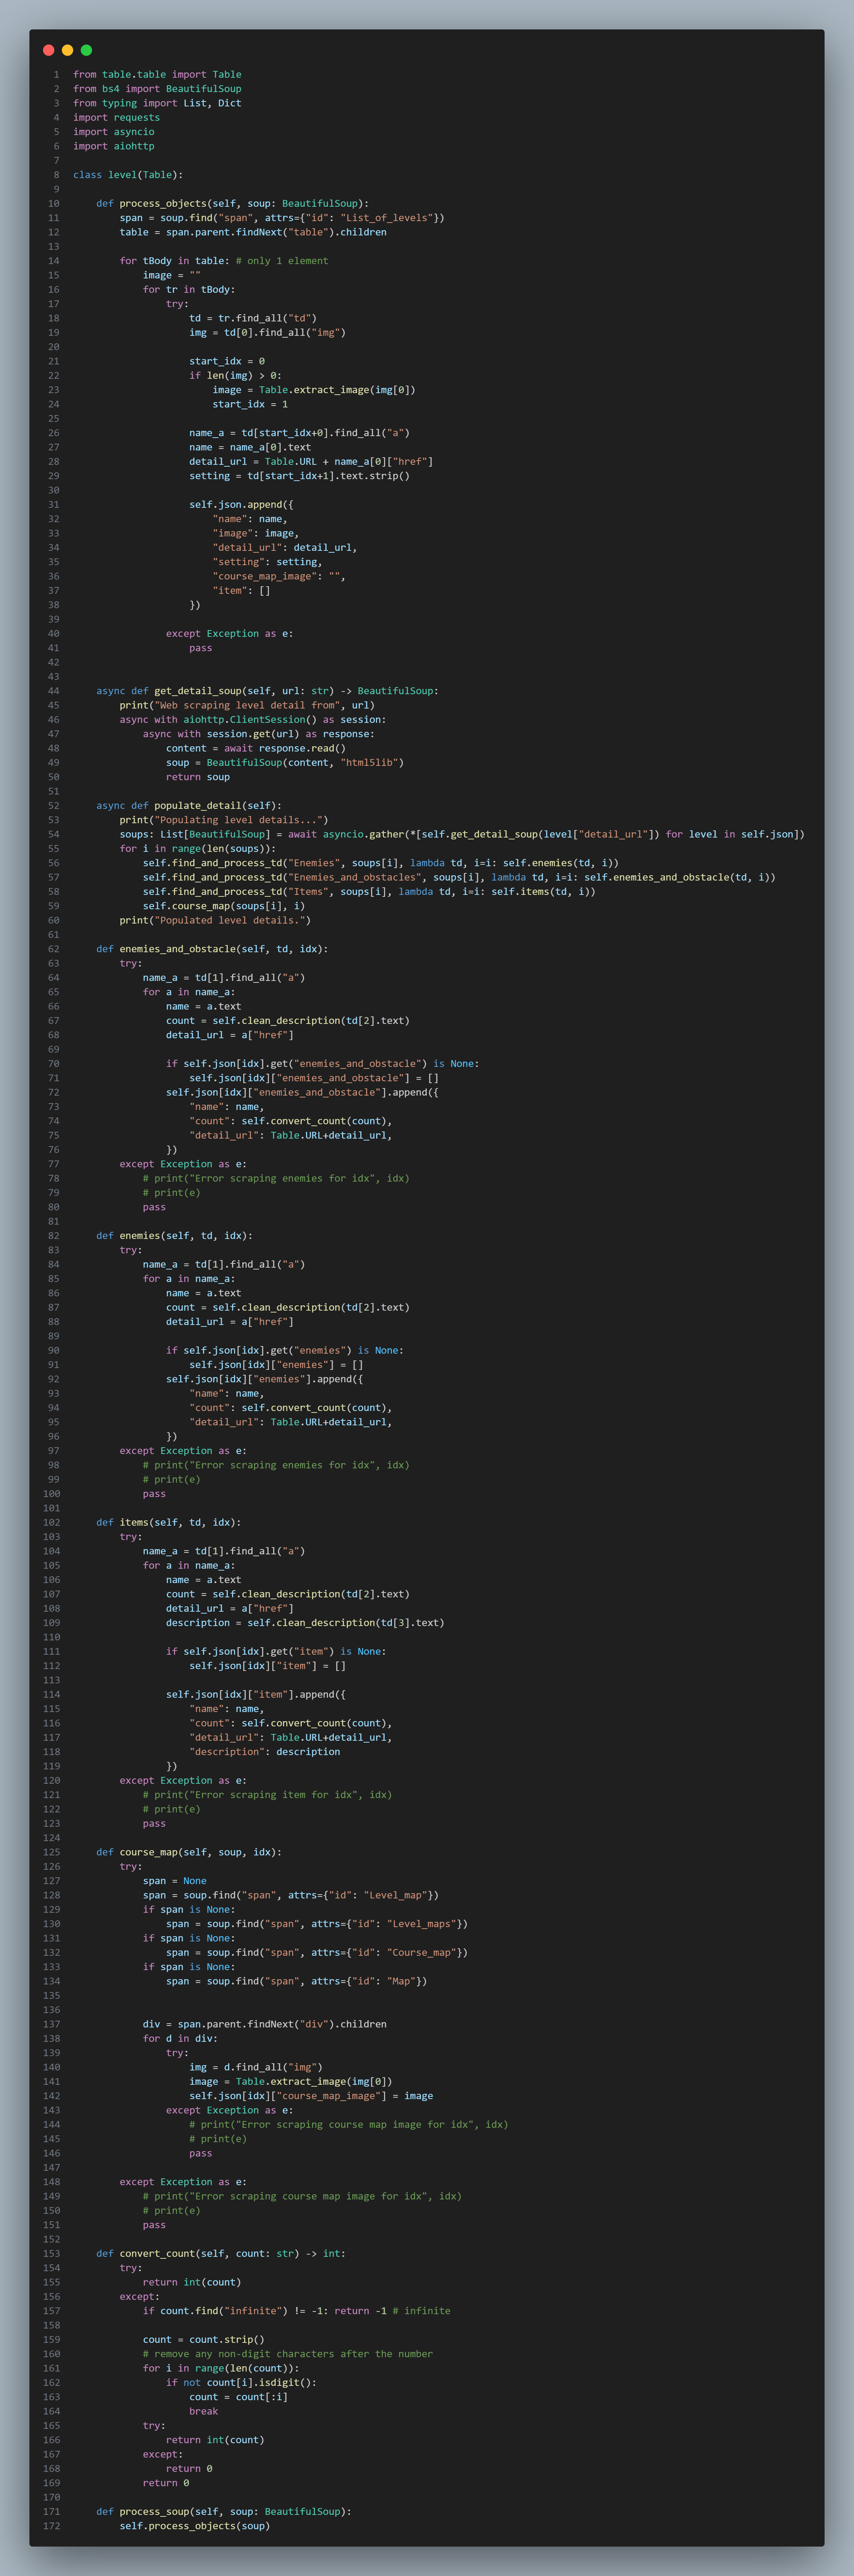 1 from table.table import Table
2 from bs4 import BeautifulSoup
3 from typing import List, Dict
4 import requests
5 import asyncio
6 import aiohttp
7
8 class level(Table):
9
10     def process_objects(self, soup: BeautifulSoup):
11         span = soup.find("span", attrs={"id": "List_of_levels"})
12         table = span.parent.findNext("table").children
13
14         for tBody in table: # only 1 element
15             image = ""
16             for tr in tBody:
17                 try:
18                     td = tr.find_all("td")
19                     img = td[0].find_all("img")
20
21                     start_idx = 0
22                     if len(img) > 0:
23                         image = Table.extract_image(img[0])
24                         start_idx = 1
25
26                     name_a = td[start_idx+0].find_all("a")
27                     name = name_a[0].text
28                     detail_url = Table.URL + name_a[0]["href"]
29                     setting = td[start_idx+1].text.strip()
30
31                     self.json.append({
32                         "name": name,
33                         "image": image,
34                         "detail_url": detail_url,
35                         "setting": setting,
36                         "course_map_image": "",
37                         "item": []
38                     })
39
40                 except Exception as e:
41                     pass
42
43
44     async def get_detail_soup(self, url: str) -> BeautifulSoup:
45         print("Web scraping level detail from", url)
46         async with aiohttp.ClientSession() as session:
47             async with session.get(url) as response:
48                 content = await response.read()
49                 soup = BeautifulSoup(content, "html5lib")
50                 return soup
51
52     async def populate_detail(self):
53         print("Populating level details...")
54         soups: List[BeautifulSoup] = await asyncio.gather(*[self.get_detail_soup(level["detail_url"]) for level in self.json])
55         for i in range(len(soups)):
56             self.find_and_process_td("Enemies", soups[i], lambda td, i=i: self.enemies(td, i))
57             self.find_and_process_td("Enemies_and_obstacles", soups[i], lambda td, i=i: self.enemies_and_obstacle(td, i))
58             self.find_and_process_td("Items", soups[i], lambda td, i=i: self.items(td, i))
59             self.course_map(soups[i], i)
60         print("Populated level details.")
61
62     def enemies_and_obstacle(self, td, idx):
63         try:
64             name_a = td[1].find_all("a")
65             for a in name_a:
66                 name = a.text
67                 count = self.clean_description(td[2].text)
68                 detail_url = a["href"]
69
70                 if self.json[idx].get("enemies_and_obstacle") is None:
71                     self.json[idx]["enemies_and_obstacle"] = []
72                 self.json[idx]["enemies_and_obstacle"].append({
73                     "name": name,
74                     "count": self.convert_count(count),
75                     "detail_url": Table.URL+detail_url,
76                 })
77         except Exception as e:
78             # print("Error scraping enemies for idx", idx)
79             # print(e)
80             pass
81
82     def enemies(self, td, idx):
83         try:
84             name_a = td[1].find_all("a")
85             for a in name_a:
86                 name = a.text
87                 count = self.clean_description(td[2].text)
88                 detail_url = a["href"]
89
90                 if self.json[idx].get("enemies") is None:
91                     self.json[idx]["enemies"] = []
92                 self.json[idx]["enemies"].append({
93                     "name": name,
94                     "count": self.convert_count(count),
95                     "detail_url": Table.URL+detail_url,
96                 })
97         except Exception as e:
98             # print("Error scraping enemies for idx", idx)
99             # print(e)
100             pass
101
102     def items(self, td, idx):
103         try:
104             name_a = td[1].find_all("a")
105             for a in name_a:
106                 name = a.text
107                 count = self.clean_description(td[2].text)
108                 detail_url = a["href"]
109                 description = self.clean_description(td[3].text)
110
111                 if self.json[idx].get("item") is None:
112                     self.json[idx]["item"] = []
113
114                 self.json[idx]["item"].append({
115                     "name": name,
116                     "count": self.convert_count(count),
117                     "detail_url": Table.URL+detail_url,
118                     "description": description
119                 })
120         except Exception as e:
121             # print("Error scraping item for idx", idx)
122             # print(e)
123             pass
124
125     def course_map(self, soup, idx):
126         try:
127             span = None
128             span = soup.find("span", attrs={"id": "Level_map"})
129             if span is None:
130                 span = soup.find("span", attrs={"id": "Level_maps"})
131             if span is None:
132                 span = soup.find("span", attrs={"id": "Course_map"})
133             if span is None:
134                 span = soup.find("span", attrs={"id": "Map"})
135
136
137             div = span.parent.findNext("div").children
138             for d in div:
139                 try:
140                     img = d.find_all("img")
141                     image = Table.extract_image(img[0])
142                     self.json[idx]["course_map_image"] = image
143                 except Exception as e:
144                     # print("Error scraping course map image for idx", idx)
145                     # print(e)
146                     pass
147
148         except Exception as e:
149             # print("Error scraping course map image for idx", idx)
150             # print(e)
151             pass
152
153     def convert_count(self, count: str) -> int:
154         try:
155             return int(count)
156         except:
157             if count.find("infinite") != -1: return -1 # infinite
158
159             count = count.strip()
160             # remove any non-digit characters after the number
161             for i in range(len(count)):
162                 if not count[i].isdigit():
163                     count = count[:i]
164                     break
165             try:
166                 return int(count)
167             except:
168                 return 0
169             return 0
170
171     def process_soup(self, soup: BeautifulSoup):
172         self.process_objects(soup)